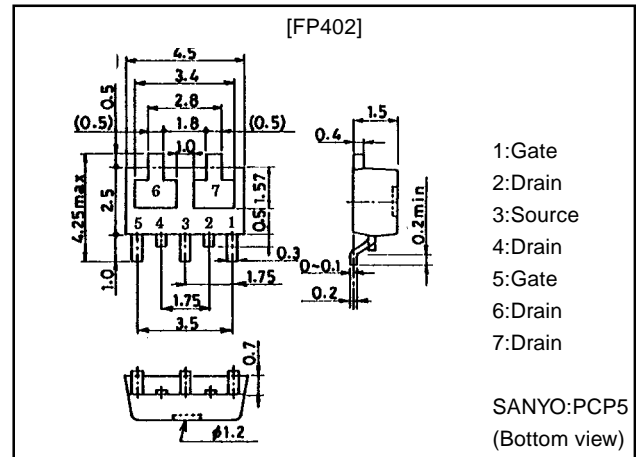 [FP402]
4.5
3.4
2.8
0.5
(0.5)
1.8
(0.5)
1.0
6
7
4.25max
2.5
1.57
0.5
5
4
3
2
1
0.3
1.0
1.75
1.75
3.5
0.7
φ1.2
1.5
0.4
0.2min
0~0.1
0.2
1:Gate
2:Drain
3:Source
4:Drain
5:Gate
6:Drain
7:Drain
SANYO:PCP5
(Bottom view)